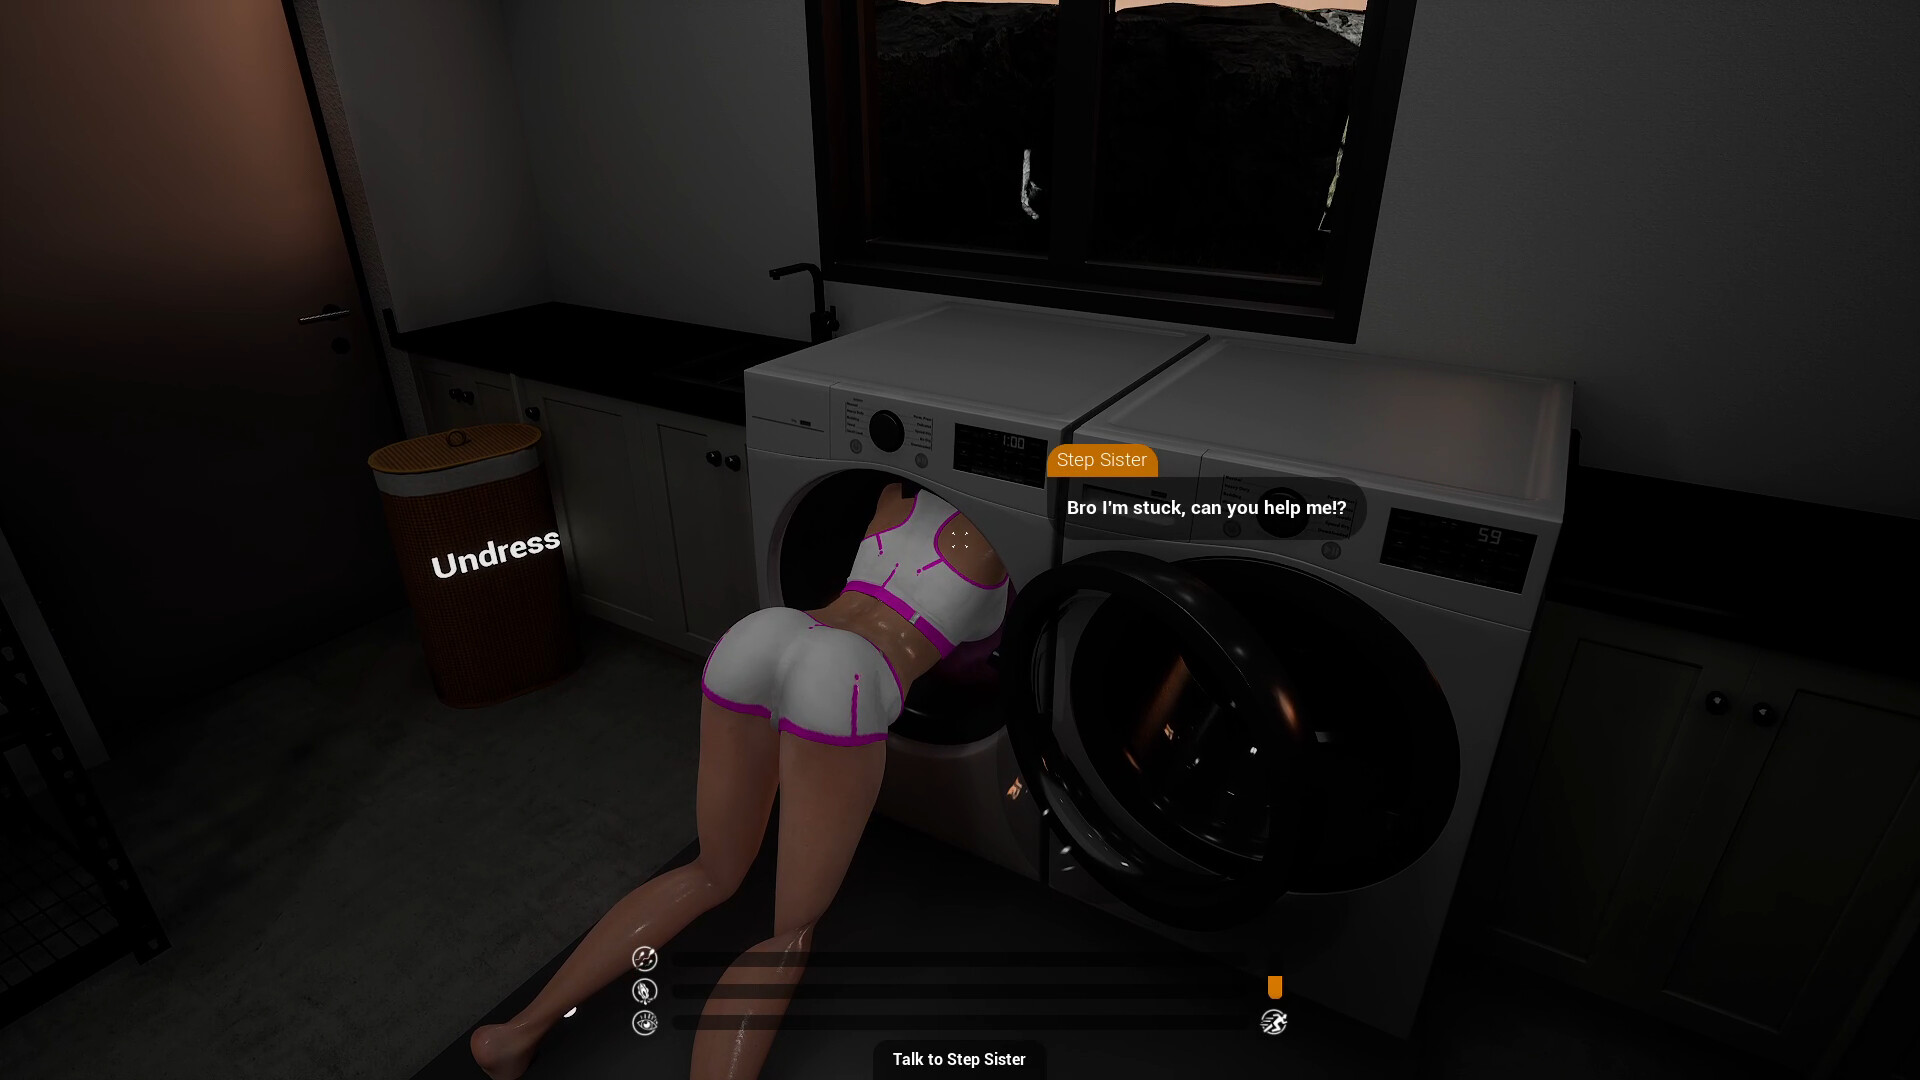 1:00
Step Sister
Bro I'm stuck, can you help me!?
59
Undress
Talk to Step Sister